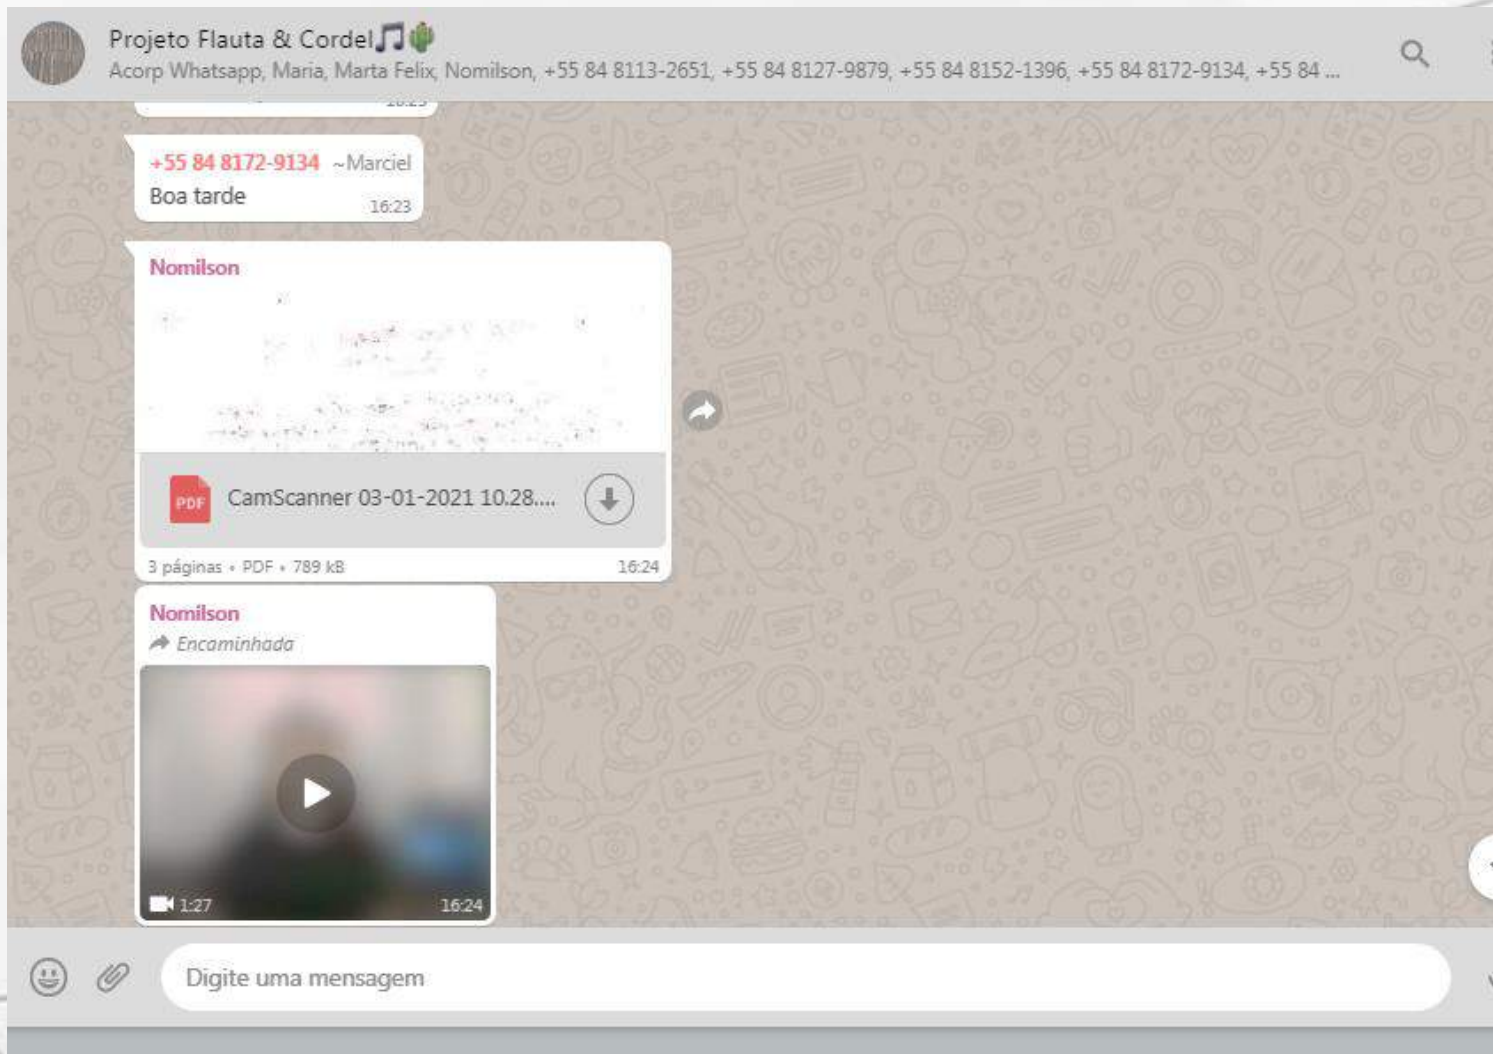 Projeto Flauta & Cordel🎵🌵
Acorp Whatsapp, Maria, Marta Felix, Nomilson, +55 84 8113-2651, +55 84 8127-9879, +55 84 8152-1396, +55 84 8172-9134, +55 84 ...
+55 84 8172-9134 ~Marciel
Boa tarde
16:23
Nomilson
PDF
CamScanner 03-01-2021 10.28....
3 páginas • PDF • 789 kB
16:24
Nomilson
Encaminhada
1:27
16:24
Digite uma mensagem